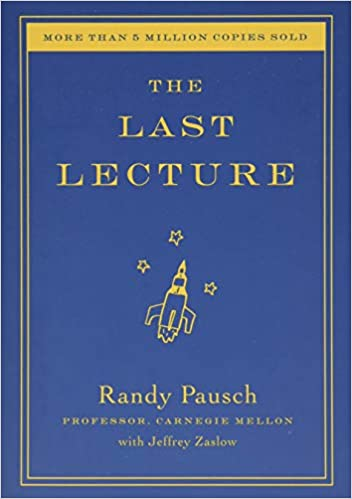 MORE THAN 5 MILLION COPIES SOLD
THE
LAST
LECTURE
Randy Pausch
PROFESSOR, CARNEGIE MELLON
with Jeffrey Zaslow